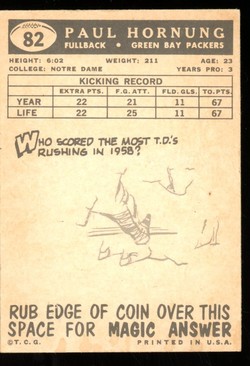 82
PAUL HORNUNG
FULLBACK • GREEN BAY PACKERS
HEIGHT: 6:02 WEIGHT: 211 AGE: 23
COLLEGE: NOTRE DAME YEARS PRO: 3
KICKING RECORD
EXTRA PTS. F.G. ATT. FLD. GLS. TO.PTS.
YEAR 22 21 11 67
LIFE 22 25 11 67
WHO SCORED THE MOST T.D.'S
RUSHING IN 1958?
RUB EDGE OF COIN OVER THIS
SPACE FOR MAGIC ANSWER
©T.C.G. PRINTED IN U.S.A.